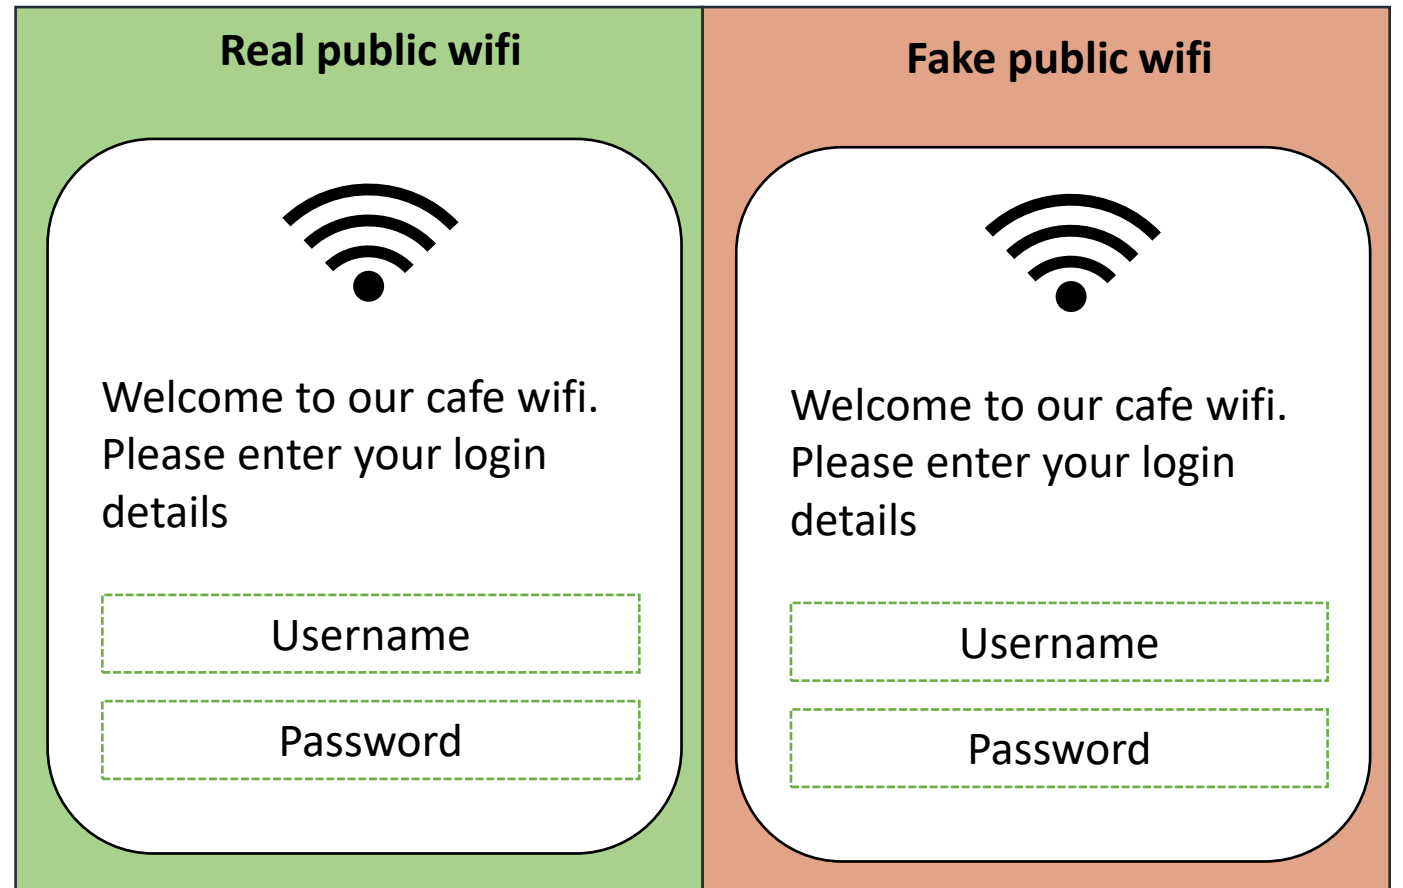 Real public wifi
Welcome to our cafe wifi.
Please enter your login
details
Username
Password
Fake public wifi
Welcome to our cafe wifi.
Please enter your login
details
Username
Password